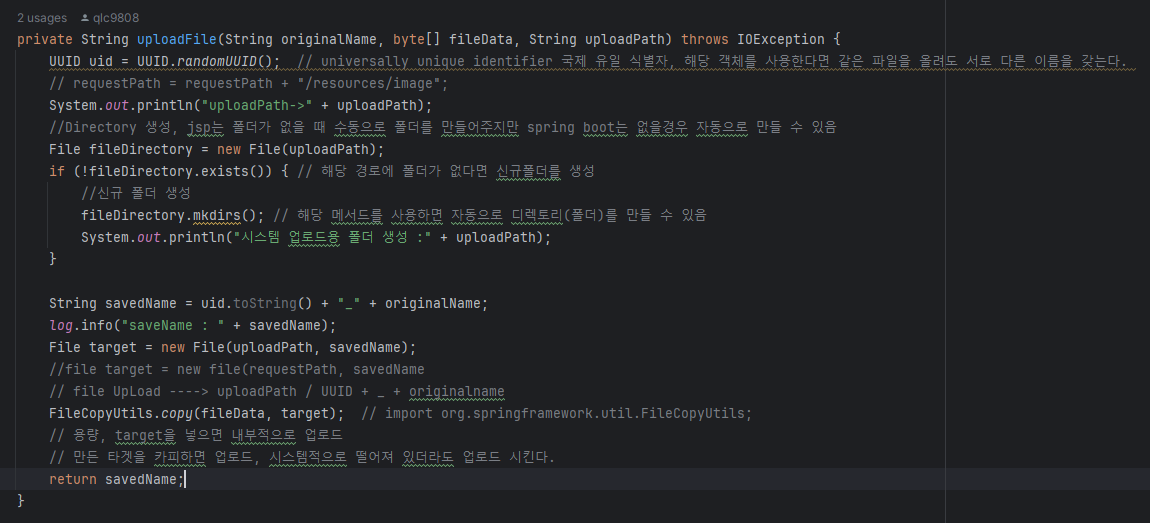 2 usages qlc9808
private String uploadFile(String originalName, byte[] fileData, String uploadPath) throws IOException {
UUID uid = UUID.randomUUID();  // universally unique identifier 국제 유일 식별자, 해당 객체를 사용한다면 같은 파일을 올려도 서로 다른 이름을 갖는다.
// requestPath = requestPath + "/resources/image";
System.out.println("uploadPath->" + uploadPath);
//Directory 생성, jsp는 폴더가 없을 때 수동으로 폴더를 만들어주지만 spring boot는 없을경우 자동으로 만들 수 있음
File fileDirectory = new File(uploadPath);
if (!fileDirectory.exists()) { // 해당 경로에 폴더가 없다면 신규폴더를 생성
//신규 폴더 생성
fileDirectory.mkdirs(); // 해당 메서드를 사용하면 자동으로 디렉토리(폴더)를 만들 수 있음
System.out.println("시스템 업로드용 폴더 생성 :" + uploadPath);
}
String savedName = uid.toString() + "_" + originalName;
log.info("saveName : " + savedName);
File target = new File(uploadPath, savedName);
//file target = new file(requestPath, savedName
// file UpLoad ----> uploadPath / UUID + _ + originalname
FileCopyUtils.copy(fileData, target);  // import org.springframework.util.FileCopyUtils;
// 용량, target을 넣으면 내부적으로 업로드
// 만든 타겟을 카피하면 업로드, 시스템적으로 떨어져 있더라도 업로드 시킨다.
return savedName;
}